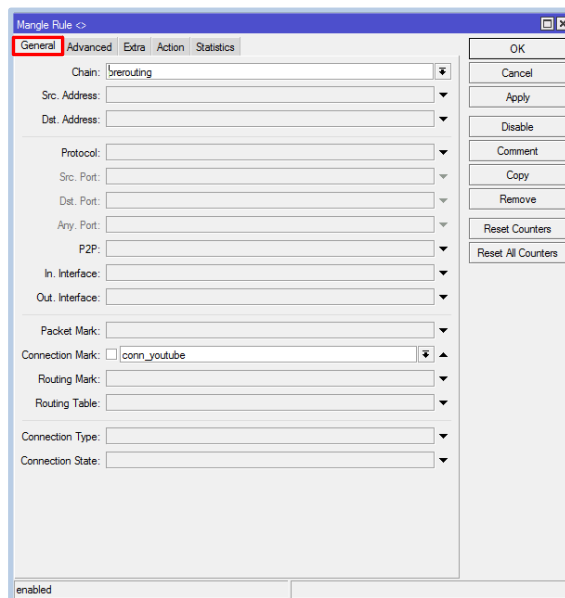 Mangle Rule <>
General Advanced Extra Action Statistics
OK
Chain: prerouting
Cancel
Src. Address:
Apply
Dst. Address:
Disable
Protocol:
Comment
Src. Port:
Copy
Dst. Port:
Remove
Any. Port:
Reset Counters
P2P:
Reset All Counters
In. Interface:
Out. Interface:
Packet Mark:
Connection Mark: conn_youtube
Routing Mark:
Routing Table:
Connection Type:
Connection State:
enabled